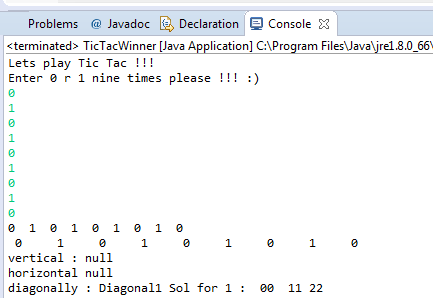 Problems @ Javadoc Declaration Console
<terminated> TicTacWinner [Java Application] C:\Program Files\Java\jre1.8.0_66\
Lets play Tic Tac !!!
Enter 0 r 1 nine times please !!! :)
0
1
0
1
0
1
0
1
0
0 1 0 1 0 1 0 1 0
0 1 0 1 0 1 0 1 0
vertical : null
horizontal null
diagonally : Diagonal1 Sol for 1 : 00 11 22